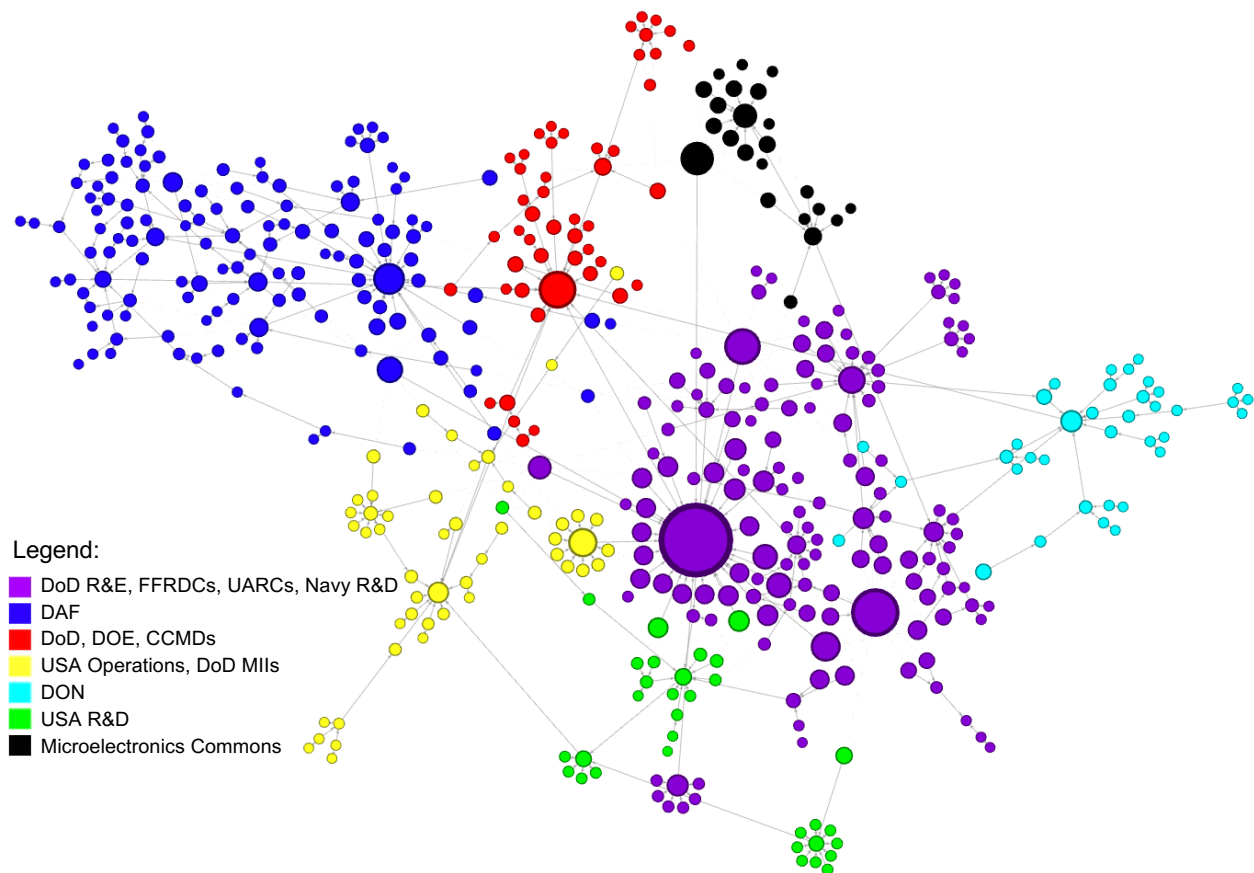 Legend:
DoD R&E, FFRDCs, UARCs, Navy R&D
DAF
DoD, DOE, CCMDs
USA Operations, DoD MIIs
DON
USA R&D
Microelectronics Commons